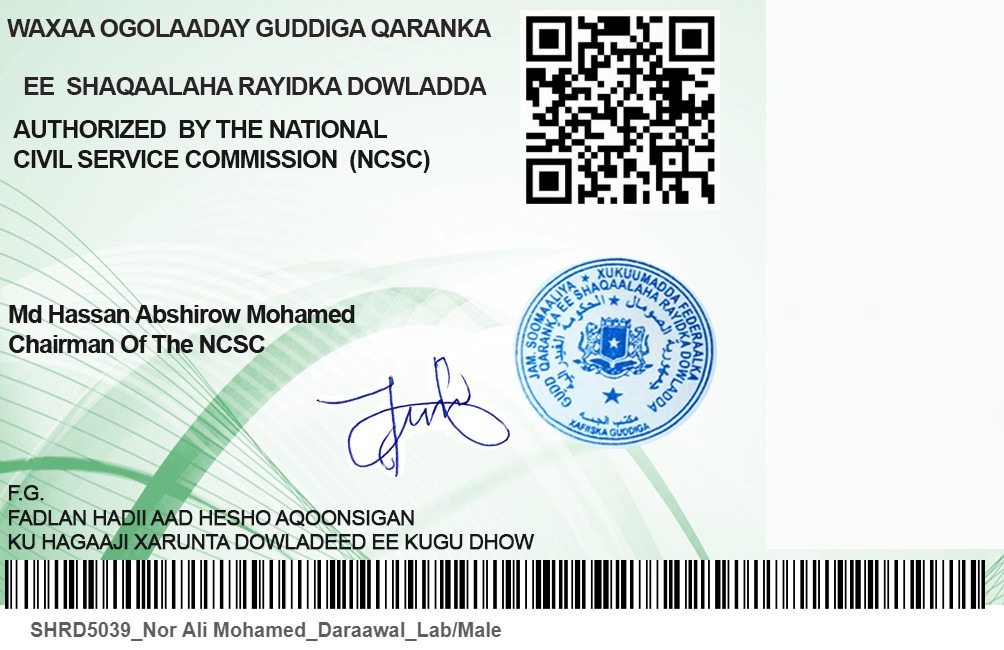 WAXAA OGOLAADAY GUDDIGA QARANKA
EE SHAQAALAHA RAYIDKA DOWLADDA
AUTHORIZED BY THE NATIONAL
CIVIL SERVICE COMMISSION (NCSC)
JAM. SOOMAALIYA ★ XUKUUMADDA FEDERAALKA
GUDD QARANKA EE SHAQAALAHA RAYIDKA DOWLADDA
XAFIISKA GUDDIGA
Md Hassan Abshirow Mohamed
Chairman Of The NCSC
F.G.
FADLAN HADII AAD HESHO AQOONSIGAN
KU HAGAAJI XARUNTA DOWLADEED EE KUGU DHOW
SHRD5039_Nor Ali Mohamed_Daraawal_Lab/Male